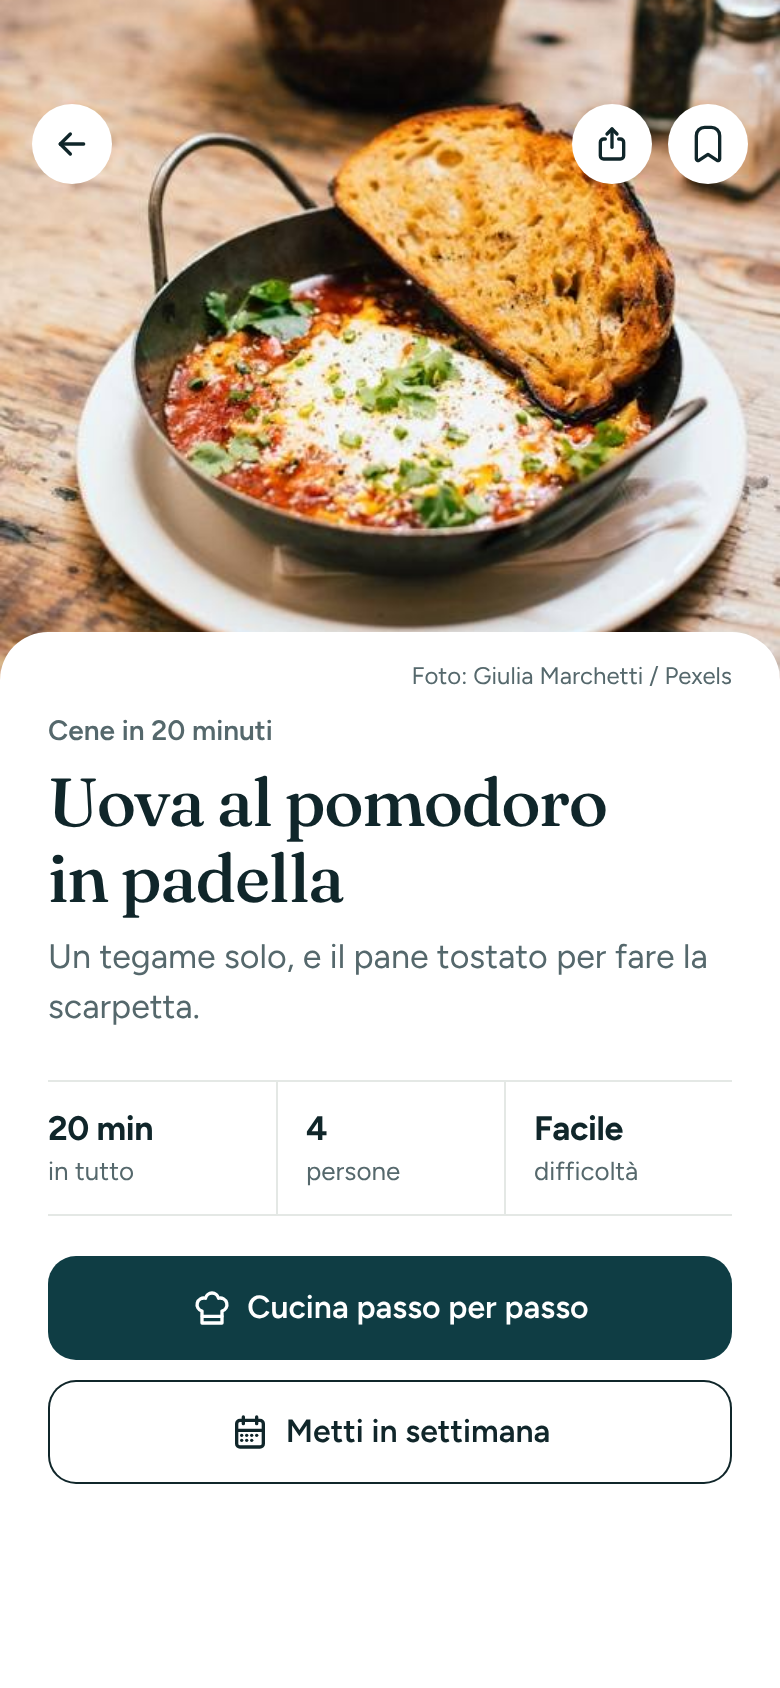 Foto: Giulia Marchetti / Pexels
Cene in 20 minuti
Uova al pomodoro
in padella
Un tegame solo, e il pane tostato per fare la
scarpetta.
20 min
in tutto
4
persone
Facile
difficoltà
Cucina passo per passo
Metti in settimana